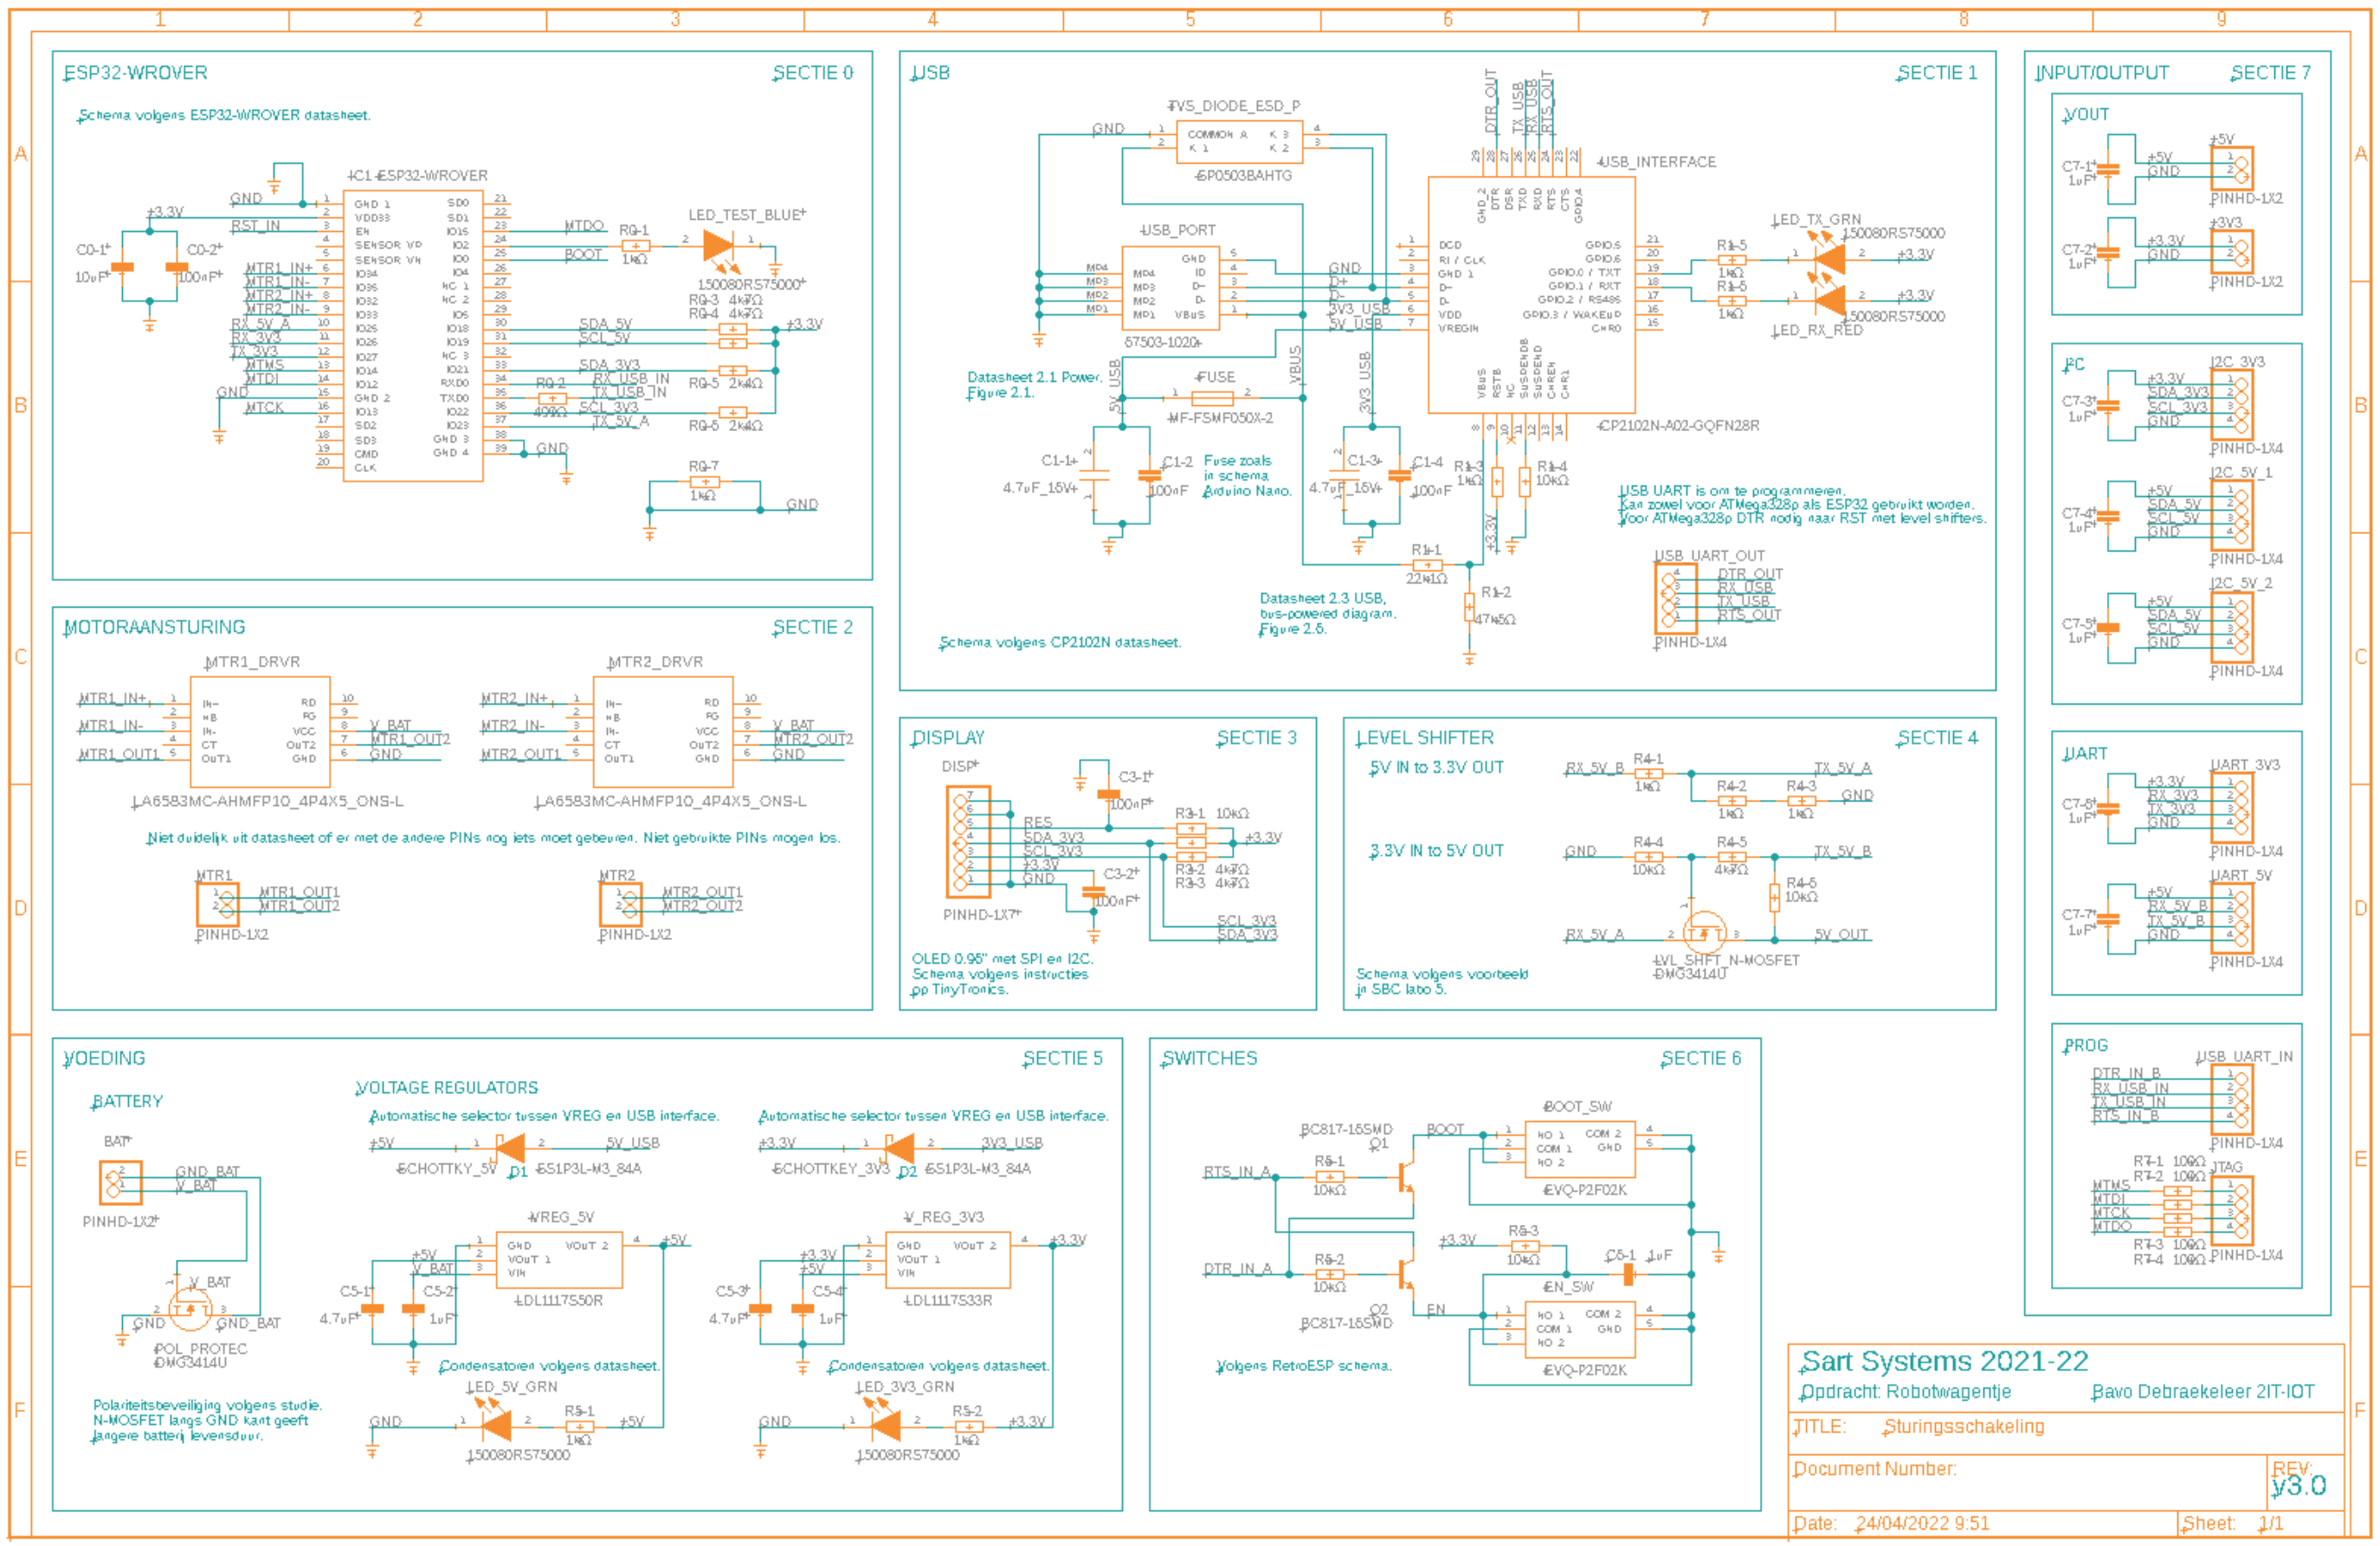 1 2 3 4 5 6 7 8 9
A
B
C
D
E
F
ESP32-WROVER
SECTIE 0
Schema volgens ESP32-WROVER datasheet.
IC1 ESP32-WROVER
GND
+3.3V
RST_IN
C0-1
10uF
C0-2
100nF
MTR1_IN+
MTR1_IN-
MTR2_IN+
MTR2_IN-
RX_5V_A
RX_3V3
TX_3V3
MTMS
MTDI
GND
MTCK
GND 1
VDD33
EN
SENSOR VP
SENSOR VN
IO34
IO35
IO32
IO33
IO25
IO26
IO27
IO14
IO12
GND 2
IO13
SD2
SD3
CMD
CLK
SD0
SD1
IO15
IO2
IO0
IO4
NC 1
NC 2
IO5
IO18
IO19
NC 3
IO21
RXD0
TXD0
IO22
IO23
GND 3
GND 4
MTDO
BOOT
R0-1
1kΩ
LED_TEST_BLUE
150080RS75000
R0-3 4k7Ω
R0-4 4k7Ω
SDA_5V
SCL_5V
+3.3V
SDA_3V3
RX_USB_IN
R0-2
TX_USB_IN
SCL_3V3
TX_5V_A
GND
R0-7
1kΩ
GND
USB
SECTIE 1
TVS_DIODE_ESD_P
GND
COMMON A
K 1
K 3
K 2
SP0503BAHTG
USB_PORT
MD4
MD3
MD2
MD1
GND
ID
D+
D-
VBUS
67503-1020
DTR_OUT
TX_USB
RX_USB
RTS_OUT
USB_INTERFACE
GND_2
DTR
DSR
TXD
RXD
RTS
CTS
GPIO.4
DCD
RI / CLK
GND 1
D+
D-
VDD
VREGIN
GPIO.5
GPIO.6
GPIO.0 / TXT
GPIO.1 / RXT
GPIO.2 / RS485
GPIO.3 / WAKEUP
CHR0
VBUS
RSTB
NC
SUSPENDB
SUSPEND
CHREN
CHR1
CP2102N-A02-GQFN28R
GND
D+
D-
3V3_USB
5V_USB
LED_TX_GRN
150080RS75000
+3.3V
R1-5
1kΩ
R1-5
1kΩ
+3.3V
150080RS75000
LED_RX_RED
Datasheet 2.1 Power.
Figure 2.1.
5V_USB
FUSE
MF-FSMF050X-2
VBUS
3V3_USB
C1-1
4.7uF_16V
C1-2
100nF
Fuse zoals
in schema
Arduino Nano.
C1-3
4.7uF_16V
C1-4
100nF
R1-3
1kΩ
R1-4
10kΩ
+3.3V
R1-1
22k1Ω
R1-2
47k5Ω
USB UART is om te programmeren.
Kan zowel voor ATMega328p als ESP32 gebruikt worden.
Voor ATMega328p DTR nodig naar RST met level shifters.
USB_UART_OUT
DTR_OUT
RX_USB
TX_USB
RTS_OUT
PINHD-1X4
Datasheet 2.3 USB,
bus-powered diagram.
Figure 2.5.
Schema volgens CP2102N datasheet.
MOTORAANSTURING
SECTIE 2
MTR1_DRVR
MTR1_IN+
MTR1_IN-
MTR1_OUT1
IN-
HB
IN-
CT
OUT1
RD
FG
VCC
OUT2
GND
V_BAT
MTR1_OUT2
GND
LA6583MC-AHMFP10_4P4X5_ONS-L
MTR2_DRVR
MTR2_IN+
MTR2_IN-
MTR2_OUT1
IN-
HB
IN-
CT
OUT1
RD
FG
VCC
OUT2
GND
V_BAT
MTR2_OUT2
GND
LA6583MC-AHMFP10_4P4X5_ONS-L
Niet duidelijk uit datasheet of er met de andere PINs nog iets moet gebeuren. Niet gebruikte PINs mogen los.
MTR1
MTR1_OUT1
MTR1_OUT2
PINHD-1X2
MTR2
MTR2_OUT1
MTR2_OUT2
PINHD-1X2
DISPLAY
SECTIE 3
DISP
C3-1
100nF
RES
SDA_3V3
SCL_3V3
+3.3V
GND
R3-1 10kΩ
+3.3V
R3-2 4k7Ω
R3-3 4k7Ω
C3-2
100nF
SCL_3V3
SDA_3V3
PINHD-1X7
OLED 0.96" met SPI en I2C.
Schema volgens instructies
op TinyTronics.
LEVEL SHIFTER
SECTIE 4
5V IN to 3.3V OUT
RX_5V_B
R4-1
1kΩ
TX_5V_A
R4-2
1kΩ
R4-3
1kΩ
GND
3.3V IN to 5V OUT
GND
R4-4
10kΩ
R4-5
4k7Ω
TX_5V_B
R4-6
10kΩ
RX_5V_A
5V_OUT
LVL_SHFT_N-MOSFET
DMG3414U
Schema volgens voorbeeld
in SBC labo 5.
VOEDING
SECTIE 5
BATTERY
BAT
GND_BAT
V_BAT
PINHD-1X2
V_BAT
GND
GND_BAT
POL_PROTEC
DMG3414U
Polariteitsbeveiliging volgens studie.
N-MOSFET langs GND kant geeft
langere batterij levensduur.
VOLTAGE REGULATORS
Automatische selector tussen VREG en USB interface.
+5V
5V_USB
SCHOTTKY_5V D1 ES1P3L-M3_84A
Automatische selector tussen VREG en USB interface.
+3.3V
3V3_USB
SCHOTTKEY_3V3 D2 ES1P3L-M3_84A
VREG_5V
+5V
V_BAT
GND
VOUT 1
VIN
VOUT 2
+5V
LDL1117S50R
C5-1
4.7uF
C5-2
1uF
Condensatoren volgens datasheet.
LED_5V_GRN
GND
R5-1
1kΩ
+5V
150080RS75000
V_REG_3V3
+3.3V
+5V
GND
VOUT 1
VIN
VOUT 2
+3.3V
LDL1117S33R
C5-3
4.7uF
C5-4
1uF
Condensatoren volgens datasheet.
LED_3V3_GRN
GND
R5-2
1kΩ
+3.3V
150080RS75000
SWITCHES
SECTIE 6
BC817-16SMD
Q1
BOOT
BOOT_SW
NO 1
COM 1
NO 2
COM 2
GND
EVQ-P2F02K
RTS_IN_A
R6-1
10kΩ
+3.3V
R6-3
10kΩ
C6-1 1uF
DTR_IN_A
R6-2
10kΩ
Q2
BC817-16SMD
EN
EN_SW
NO 1
COM 1
NO 2
COM 2
GND
EVQ-P2F02K
Volgens RetroESP schema.
INPUT/OUTPUT
SECTIE 7
VOUT
C7-1
1uF
+5V
GND
+5V
PINHD-1X2
C7-2
1uF
+3.3V
GND
+3V3
PINHD-1X2
I²C
I2C_3V3
C7-3
1uF
+3.3V
SDA_3V3
SCL_3V3
GND
PINHD-1X4
I2C_5V_1
C7-4
1uF
+5V
SDA_5V
SCL_5V
GND
PINHD-1X4
I2C_5V_2
C7-5
1uF
+5V
SDA_5V
SCL_5V
GND
PINHD-1X4
UART
UART_3V3
C7-6
1uF
+3.3V
RX_3V3
TX_3V3
GND
PINHD-1X4
UART_5V
C7-7
1uF
+5V
RX_5V_B
TX_5V_B
GND
PINHD-1X4
PROG
USB_UART_IN
DTR_IN_B
RX_USB_IN
TX_USB_IN
RTS_IN_B
PINHD-1X4
R7-1 100Ω
R7-2 100Ω
JTAG
MTMS
MTDI
MTCK
MTDO
R7-3 100Ω
R7-4 100Ω
PINHD-1X4
Sart Systems 2021-22
Opdracht: Robotwagentje
Bavo Debraekeleer 2IT-IOT
TITLE: Sturingsschakeling
Document Number:
REV:
v3.0
Date: 24/04/2022 9:51
Sheet: 1/1